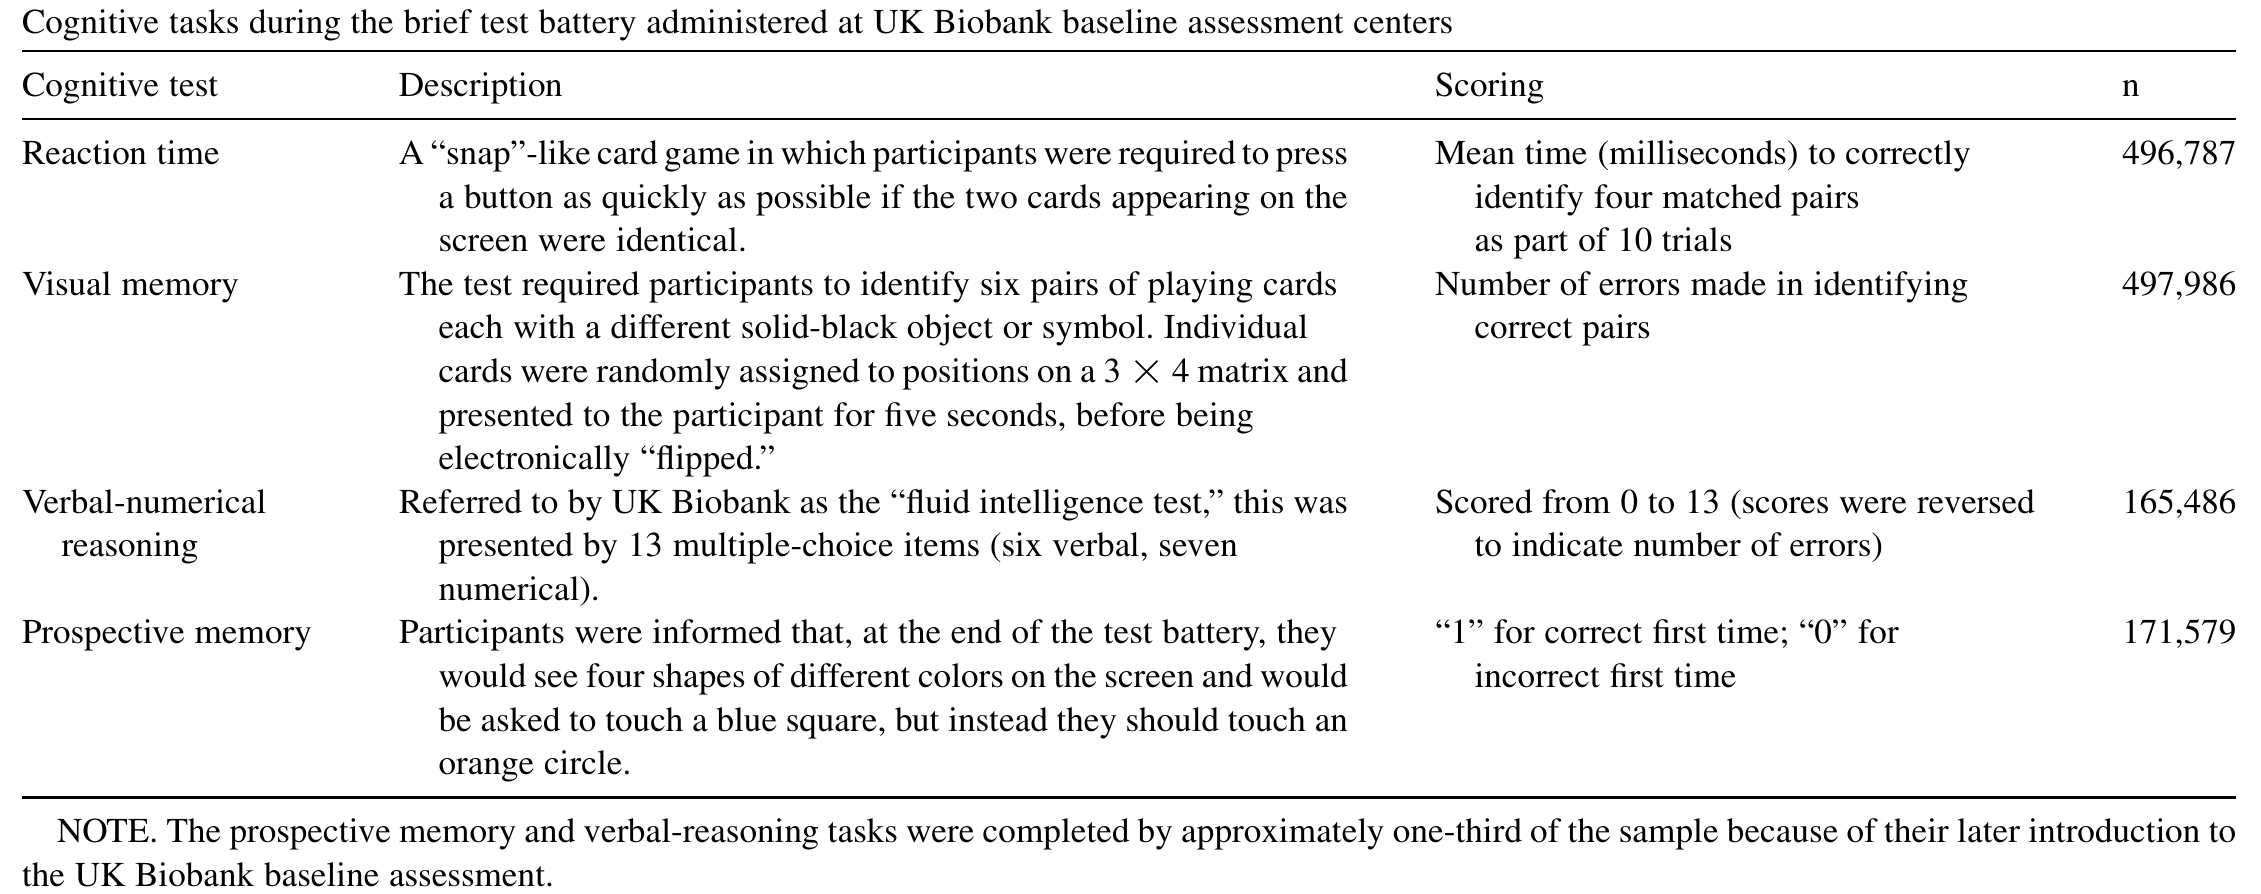 Cognitive tasks during the brief test battery administered at UK Biobank baseline assessment centers
Cognitive test Description Scoring n
Reaction time A “snap”-like card game in which participants were required to press Mean time (milliseconds) to correctly 496,787
a button as quickly as possible if the two cards appearing on the identify four matched pairs
screen were identical. as part of 10 trials
Visual memory The test required participants to identify six pairs of playing cards Number of errors made in identifying 497,986
each with a different solid-black object or symbol. Individual correct pairs
cards were randomly assigned to positions on a 3 × 4 matrix and
presented to the participant for five seconds, before being
electronically “flipped.”
Verbal-numerical Referred to by UK Biobank as the “fluid intelligence test,” this was Scored from 0 to 13 (scores were reversed 165,486
reasoning presented by 13 multiple-choice items (six verbal, seven to indicate number of errors)
numerical).
Prospective memory Participants were informed that, at the end of the test battery, they “1” for correct first time; “0” for 171,579
would see four shapes of different colors on the screen and would incorrect first time
be asked to touch a blue square, but instead they should touch an
orange circle.
NOTE. The prospective memory and verbal-reasoning tasks were completed by approximately one-third of the sample because of their later introduction to
the UK Biobank baseline assessment.